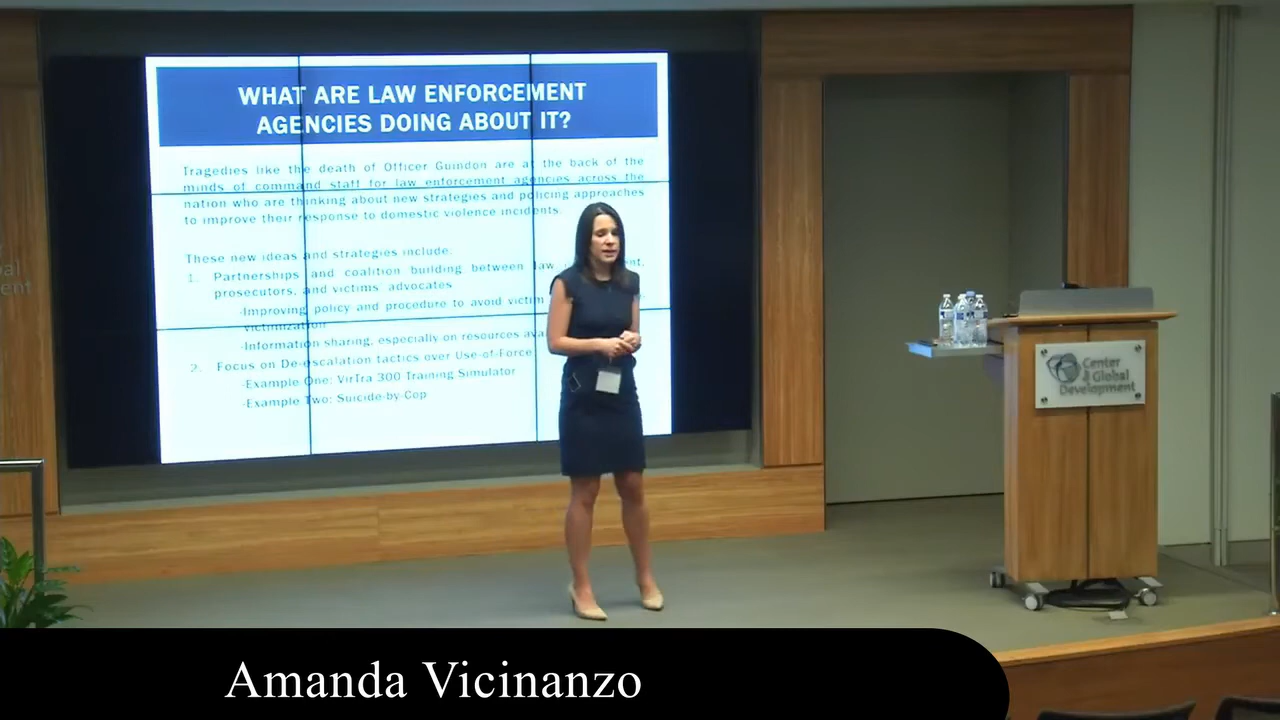 WHAT ARE LAW ENFORCEMENT
AGENCIES DOING ABOUT IT?
Tragedies like the death of Officer Guindon are at the back of the
minds of command staff for law enforcement agencies across the
nation who are thinking about new strategies and policing approaches
to improve their response to domestic violence incidents.
These new ideas and strategies include:
1. Partnerships and coalition building between law
prosecutors, and victims' advocates
-Improving policy and procedure to avoid victim
victimization
-Information sharing, especially on resources
2. Focus on De-escalation tactics over Use-of-Force
-Example One: VirTra 300 Training Simulator
-Example Two: Suicide-by-Cop
Center
Global
Development
Amanda Vicinanzo